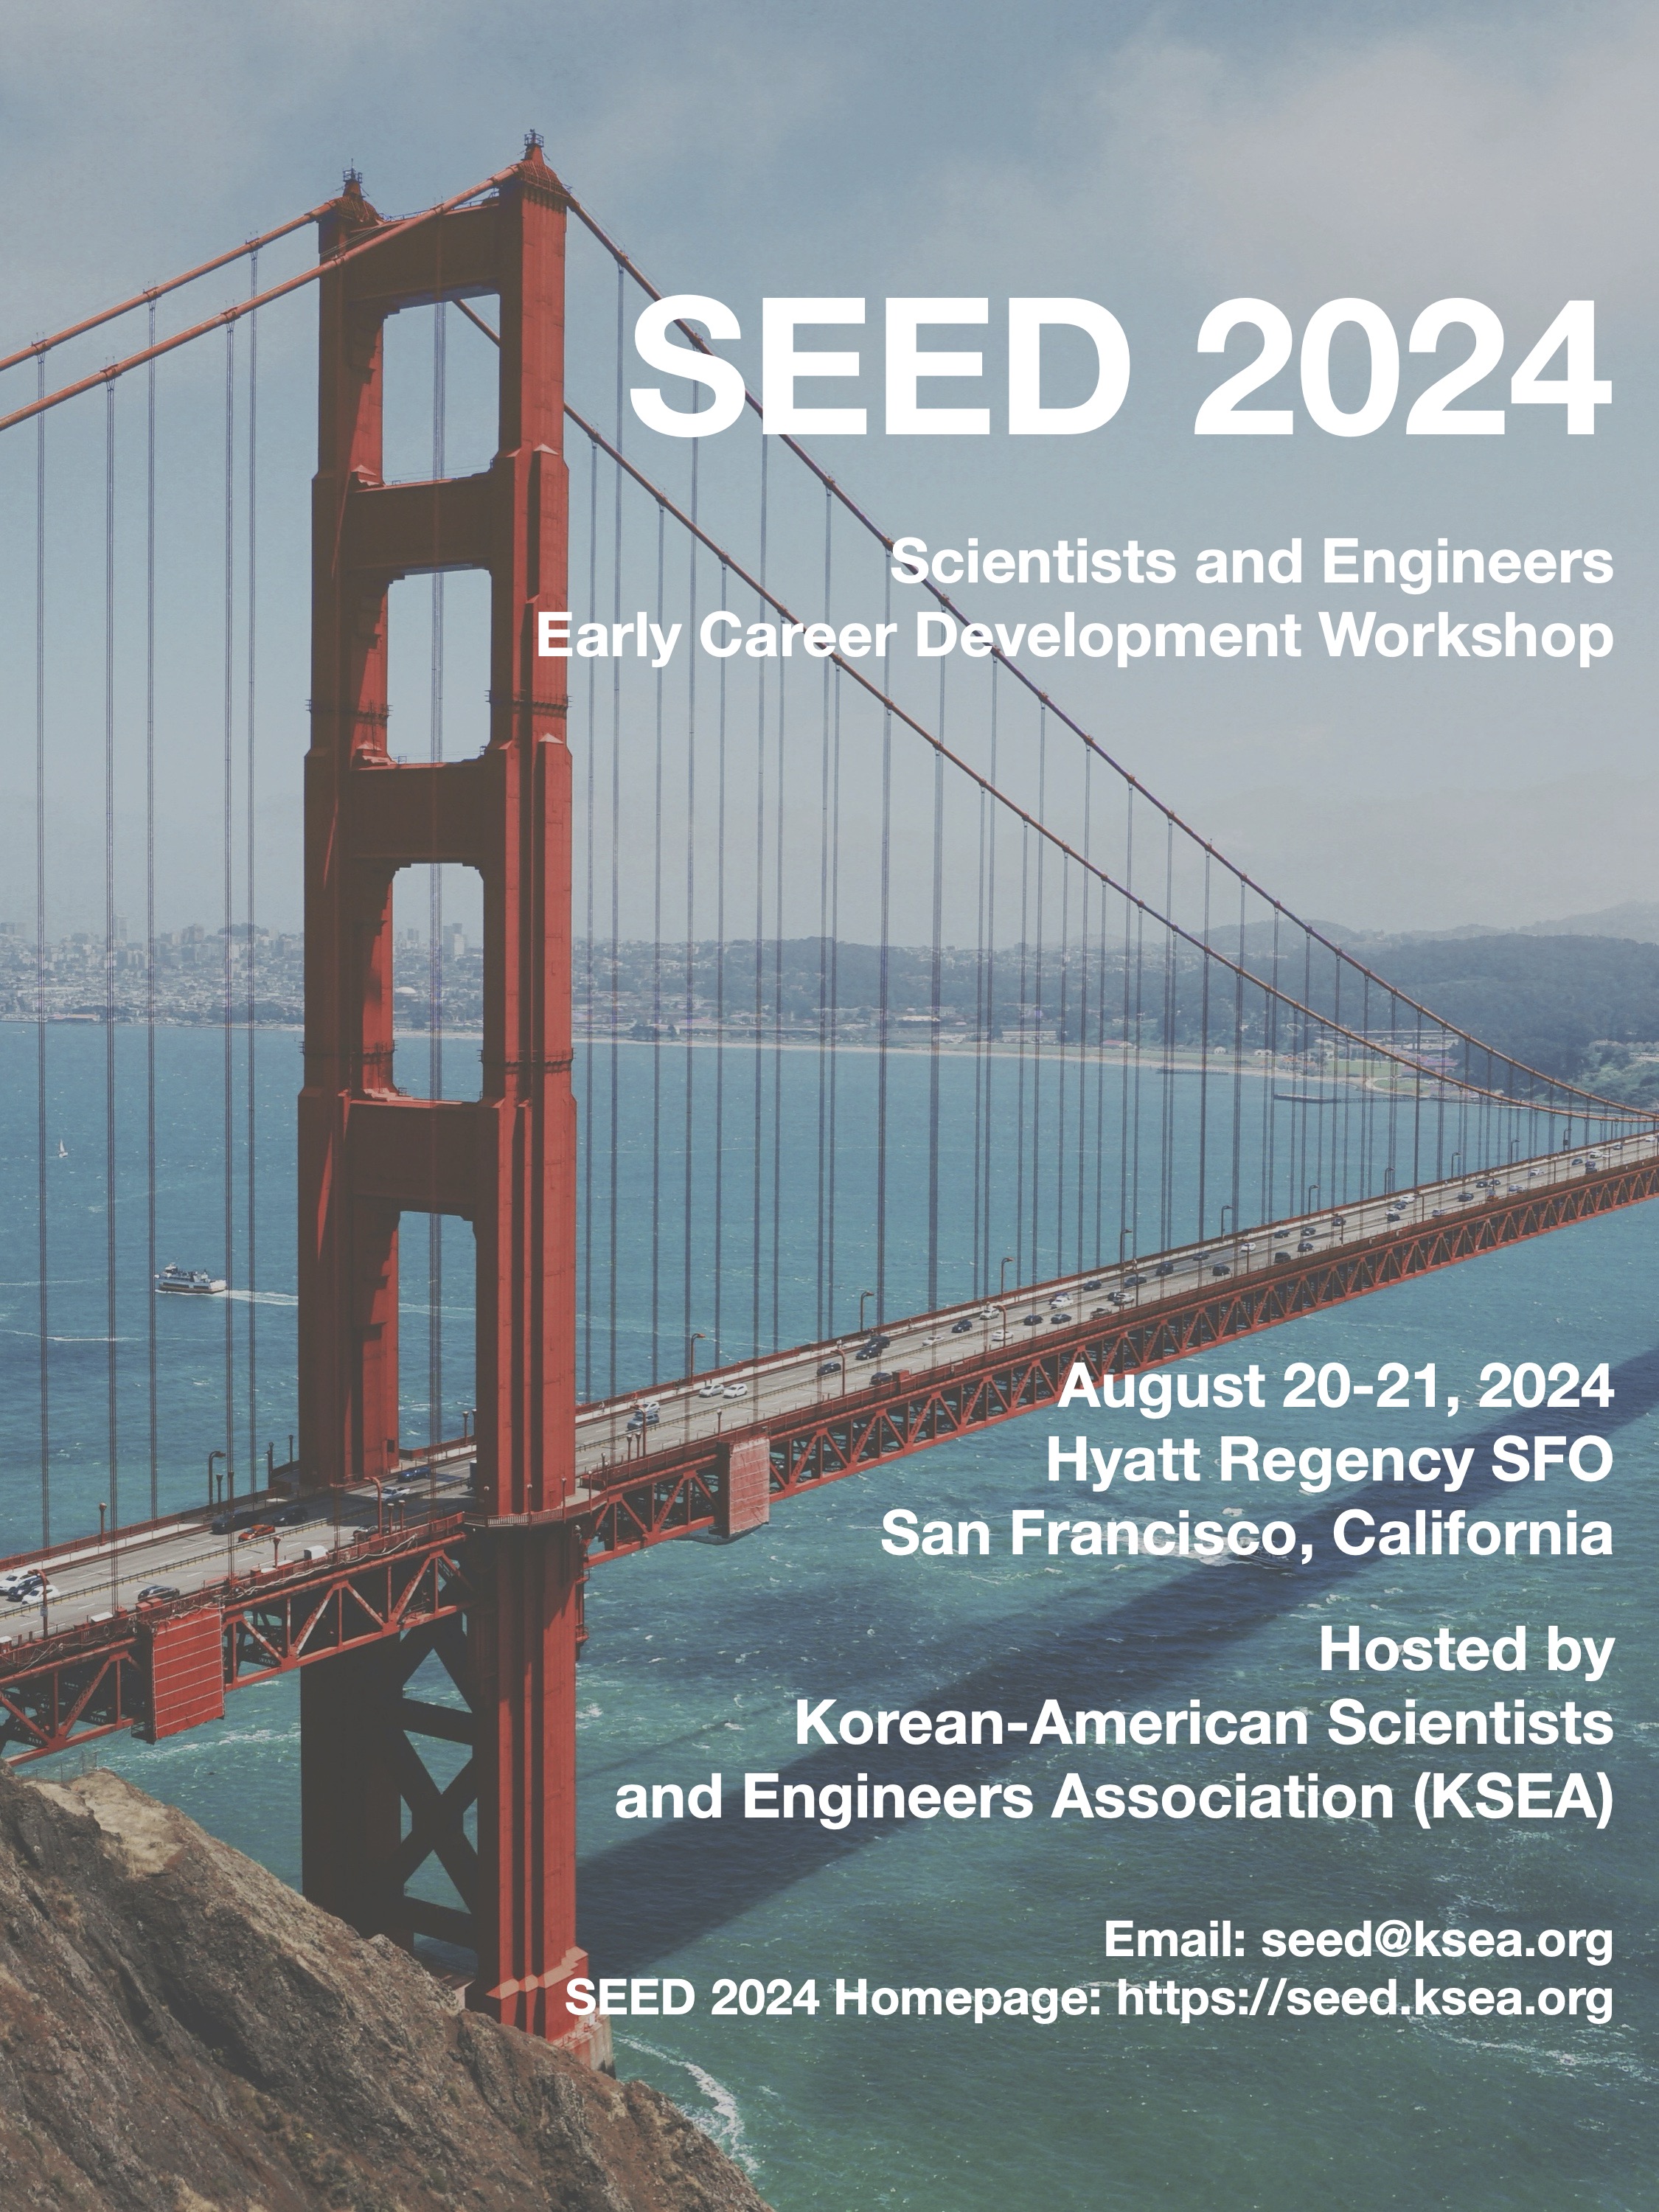 SEED 2024
Scientists and Engineers
Early Career Development Workshop
August 20-21, 2024
Hyatt Regency SFO
San Francisco, California
Hosted by
Korean-American Scientists
and Engineers Association (KSEA)
Email: seed@ksea.org
SEED 2024 Homepage: https://seed.ksea.org